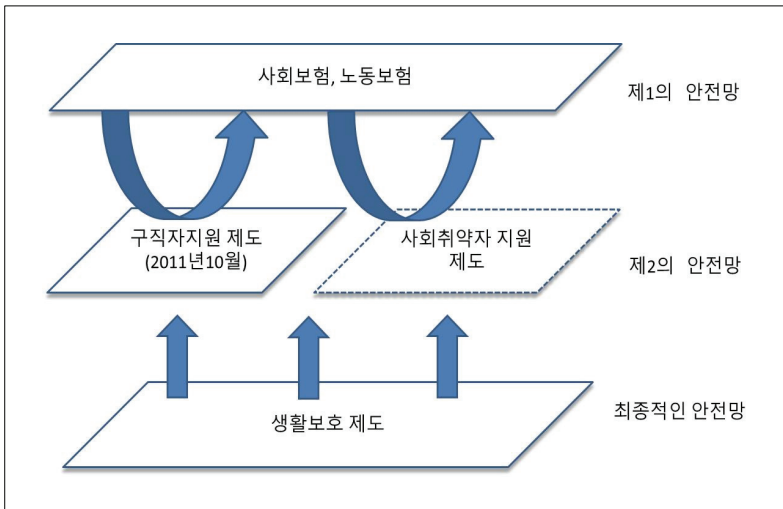 사회보험, 노동보험
제1의 안전망
구직자지원 제도
(2011년10월)
사회취약자 지원
제도
제2의 안전망
생활보호 제도
최종적인 안전망